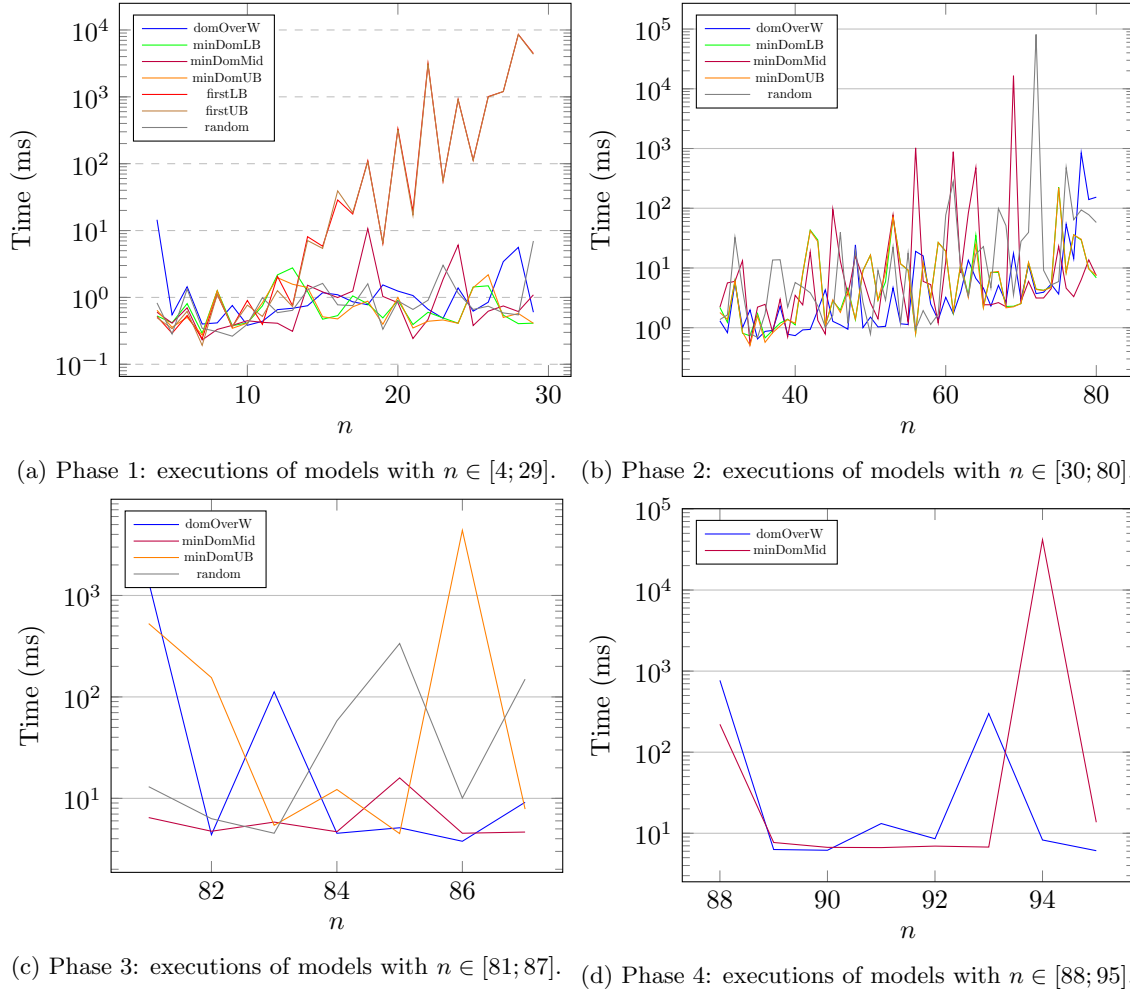 10^4
10^3
10^2
10^1
10^0
10^−1
Time (ms)
domOverW
minDomLB
minDomMid
minDomUB
firstLB
firstUB
random
10
20
30
n
(a) Phase 1: executions of models with n ∈ [4; 29].
10^5
10^4
10^3
10^2
10^1
10^0
Time (ms)
domOverW
minDomLB
minDomMid
minDomUB
random
40
60
80
n
(b) Phase 2: executions of models with n ∈ [30; 80].
10^3
10^2
10^1
Time (ms)
domOverW
minDomMid
minDomUB
random
82
84
86
n
(c) Phase 3: executions of models with n ∈ [81; 87].
10^5
10^4
10^3
10^2
10^1
Time (ms)
domOverW
minDomMid
88
90
92
94
n
(d) Phase 4: executions of models with n ∈ [88; 95].